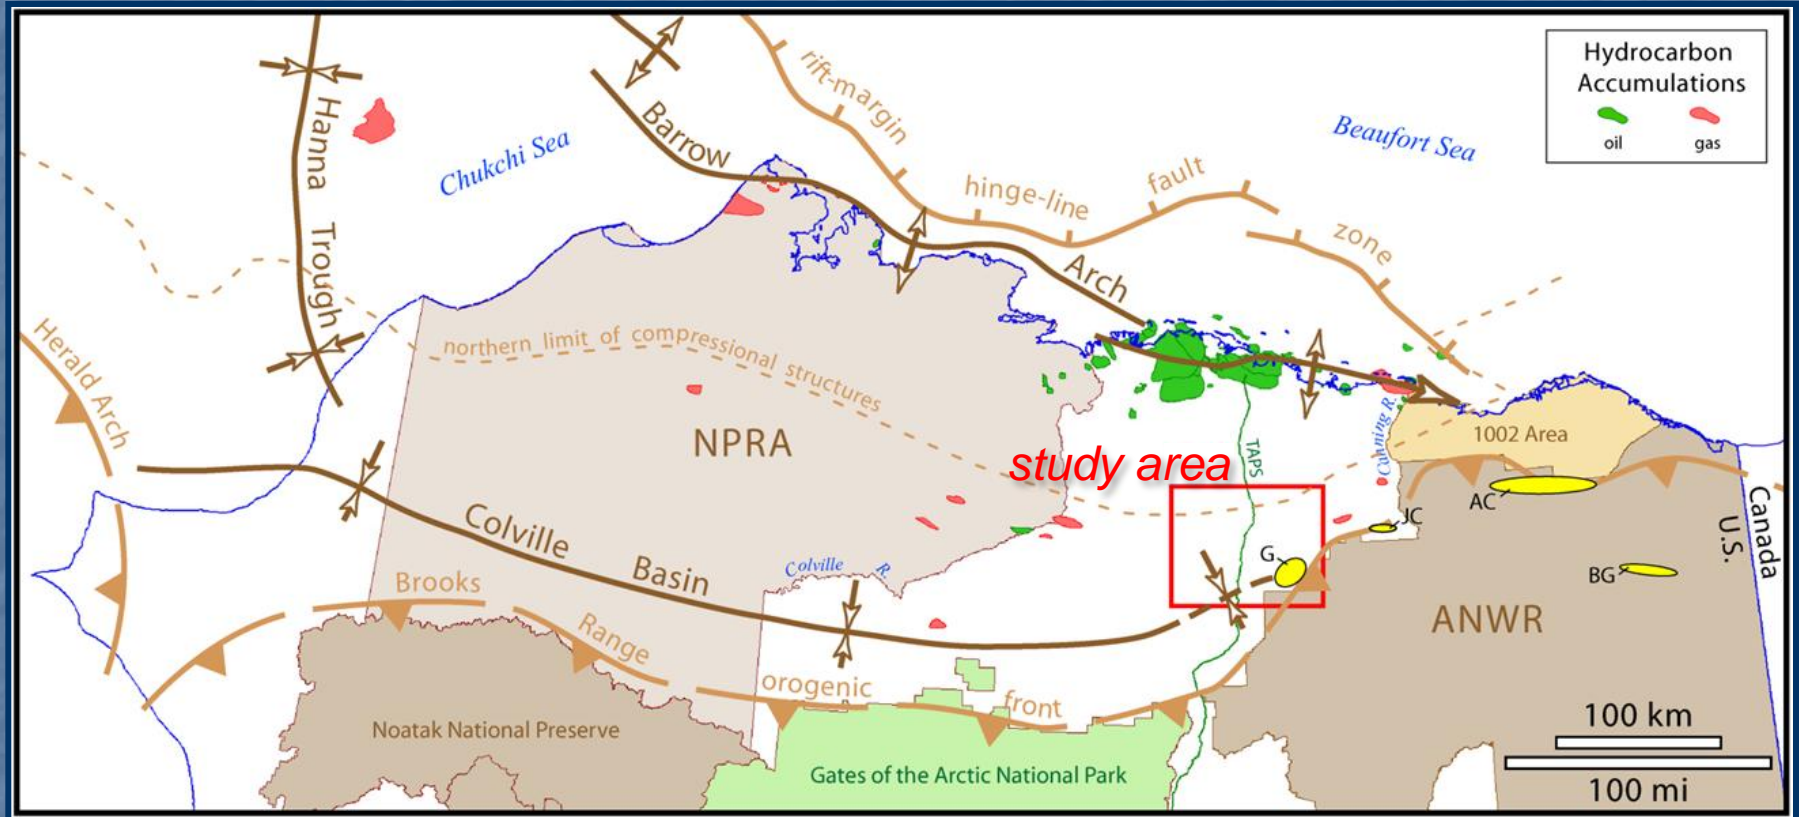 Hydrocarbon
Accumulations
oil
gas
Hanna Trough
Chukchi Sea
Barrow
Arch
rift-margin
hinge-line
fault
zone
Beaufort Sea
Herald Arch
northern limit of compressional structures
NPRA
study area
TAPS
Canning R.
1002 Area
AC
JC
G
BG
ANWR
U.S.
Canada
Colville
Basin
Colville R.
Brooks
Range
orogenic
front
Noatak National Preserve
Gates of the Arctic National Park
100 km
100 mi